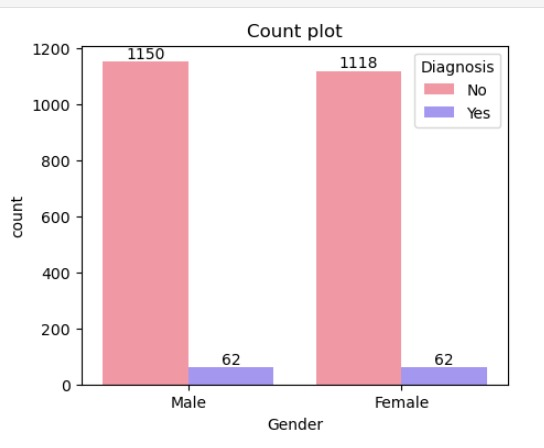 Count plot
1200
1000
800
600
400
200
0
count
1150
62
1118
62
Diagnosis
No
Yes
Male
Female
Gender